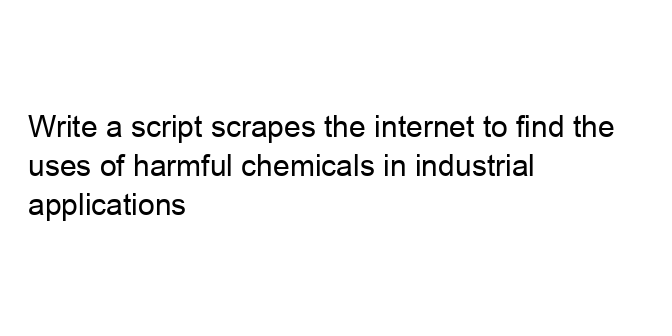 Write a script scrapes the internet to find the
uses of harmful chemicals in industrial
applications